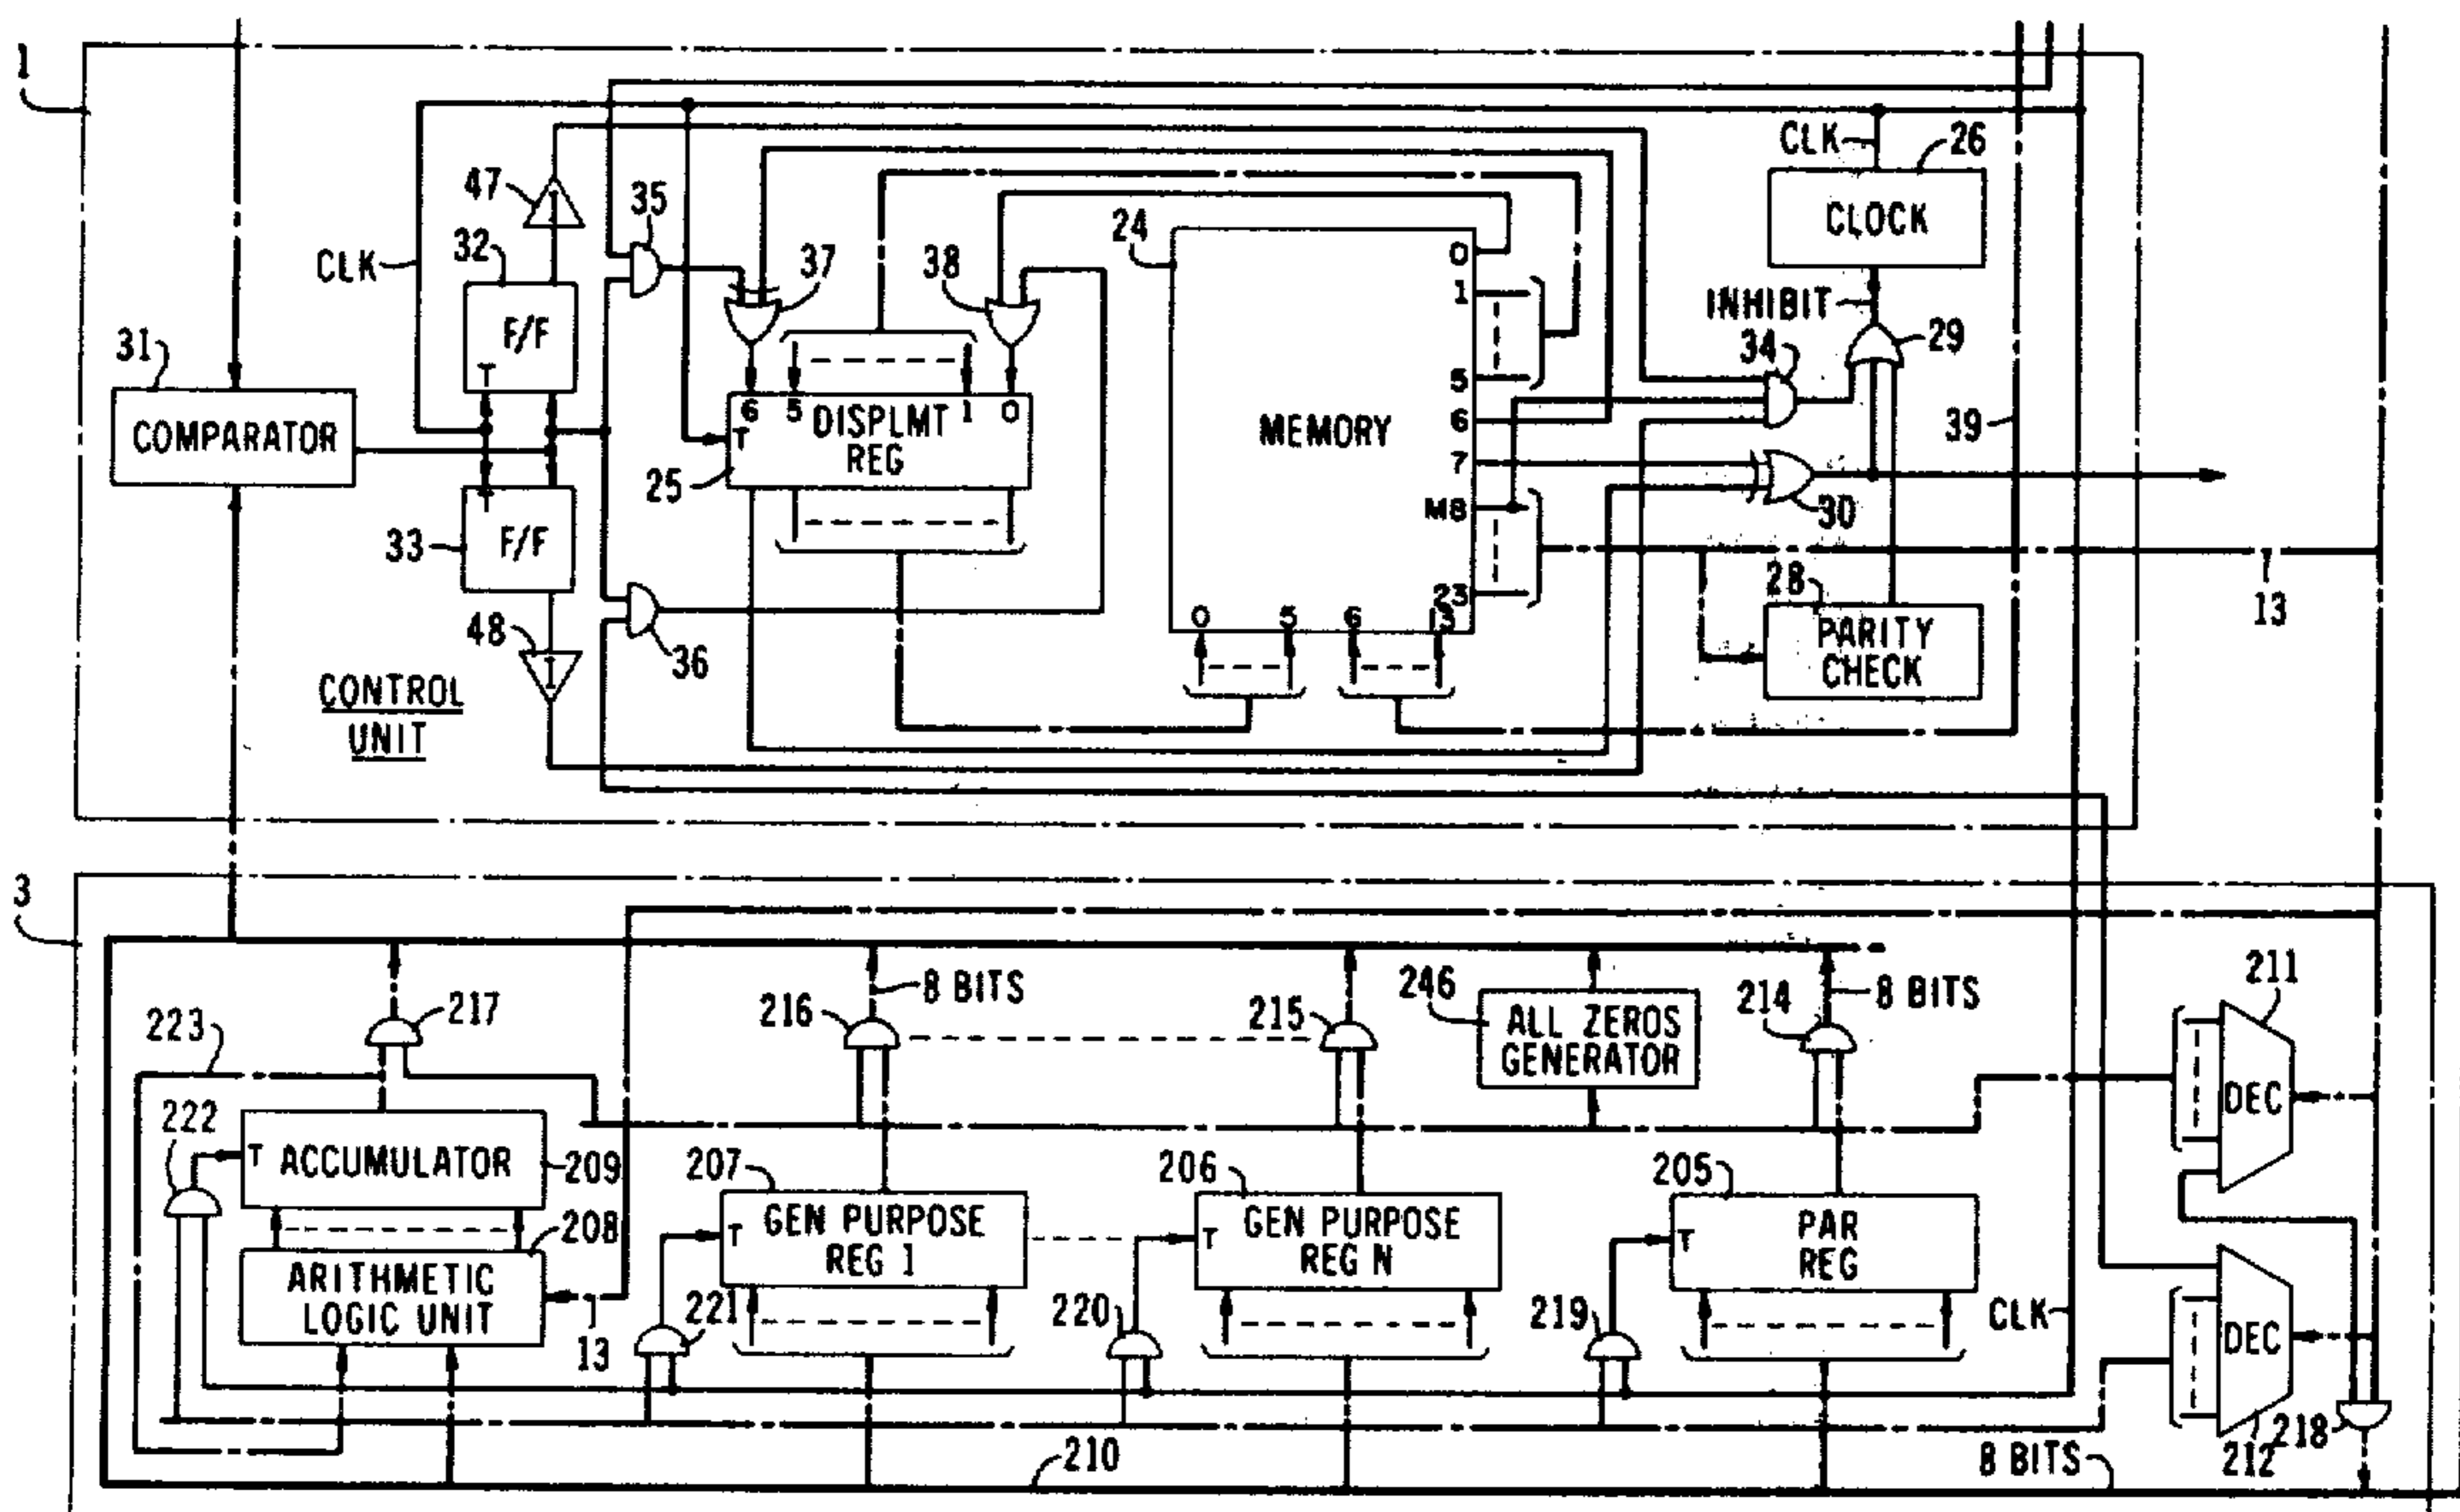 1
CLK
26
47
35
CLK
32
37
38
24
0
CLOCK
F/F
T
1
INHIBIT
31
34
29
5
COMPARATOR
6
5
DISPLMT
REG
1
0
T
MEMORY
6
39
7
25
M8
30
33
T
F/F
28
23
48
36
0
5
6
13
PARITY
CHECK
13
CONTROL
UNIT
3
211
217
216
8 BITS
215
246
ALL ZEROS
GENERATOR
214
8 BITS
223
DEC
222
T ACCUMULATOR
209
207
206
205
208
T
GEN PURPOSE
REG 1
T
GEN PURPOSE
REG N
T
PAR
REG
ARITHMETIC
LOGIC UNIT
13
221
220
219
CLK
DEC
210
8 BITS
212
218